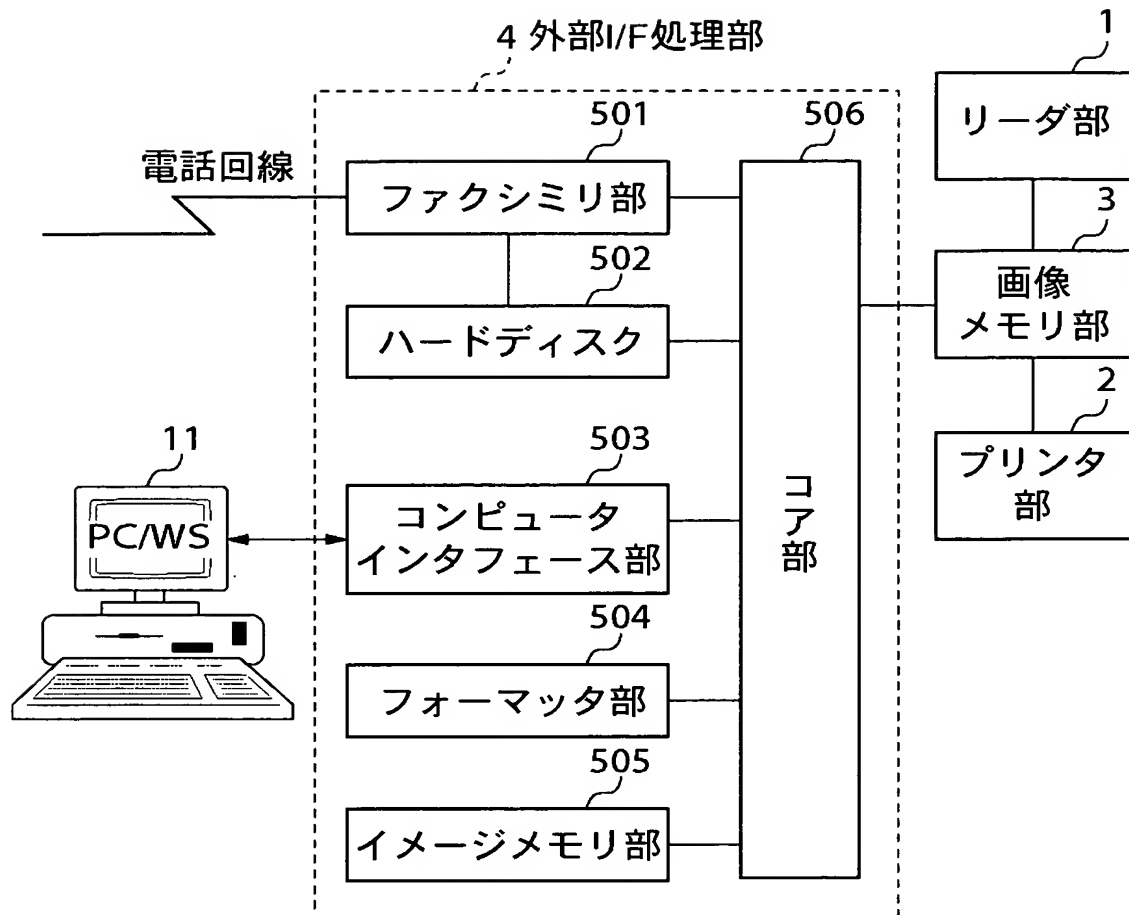 4 外部I/F処理部
1
リーダ部
501
506
電話回線
ファクシミリ部
3
画像
メモリ部
502
ハードディスク
2
プリンタ
部
11
PC/WS
503
コンピュータ
インタフェース部
コア部
504
フォーマッタ部
505
イメージメモリ部